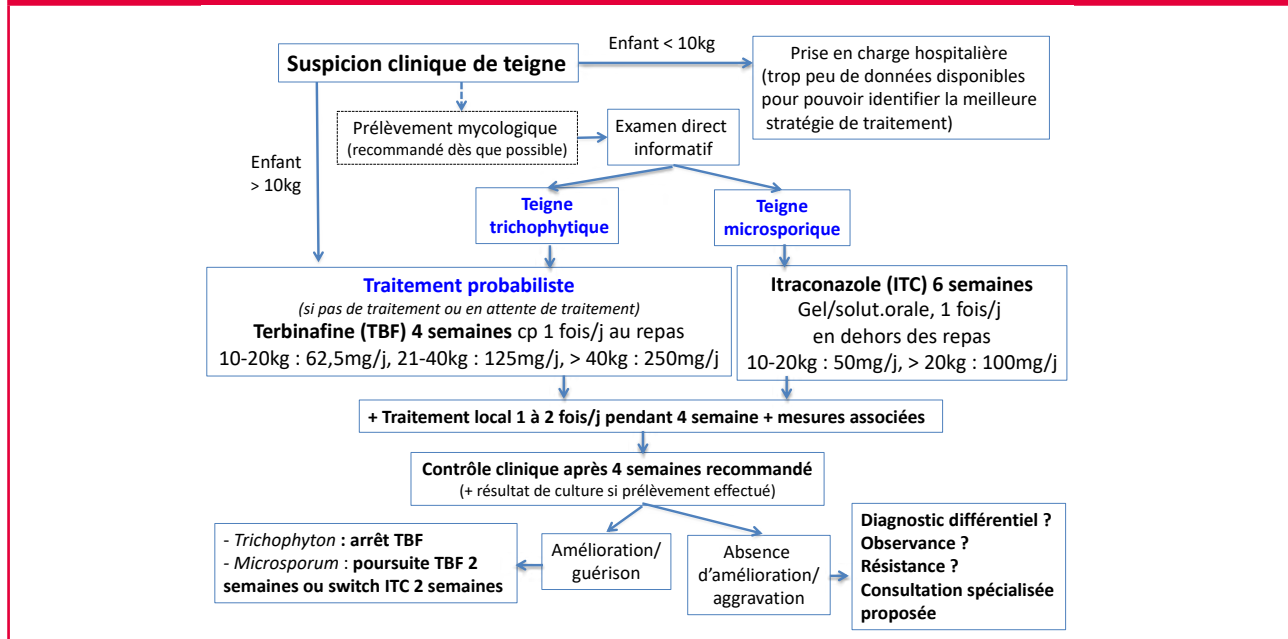 Suspicion clinique de teigne
Enfant < 10kg
Prise en charge hospitalière
(trop peu de données disponibles
pour pouvoir identifier la meilleure
stratégie de traitement)
Prélèvement mycologique
(recommandé dès que possible)
Examen direct
informatif
Enfant
> 10kg
Teigne
trichophytique
Teigne
microsporique
Traitement probabiliste
(si pas de traitement ou en attente de traitement)
Terbinafine (TBF) 4 semaines cp 1 fois/j au repas
10-20kg : 62,5mg/j, 21-40kg : 125mg/j, > 40kg : 250mg/j
Itraconazole (ITC) 6 semaines
Gel/solut.orale, 1 fois/j
en dehors des repas
10-20kg : 50mg/j, > 20kg : 100mg/j
+ Traitement local 1 à 2 fois/j pendant 4 semaine + mesures associées
Contrôle clinique après 4 semaines recommandé
(+ résultat de culture si prélèvement effectué)
- Trichophyton : arrêt TBF
- Microsporum : poursuite TBF 2
semaines ou switch ITC 2 semaines
Amélioration/
guérison
Absence
d'amélioration/
aggravation
Diagnostic différentiel ?
Observance ?
Résistance ?
Consultation spécialisée
proposée